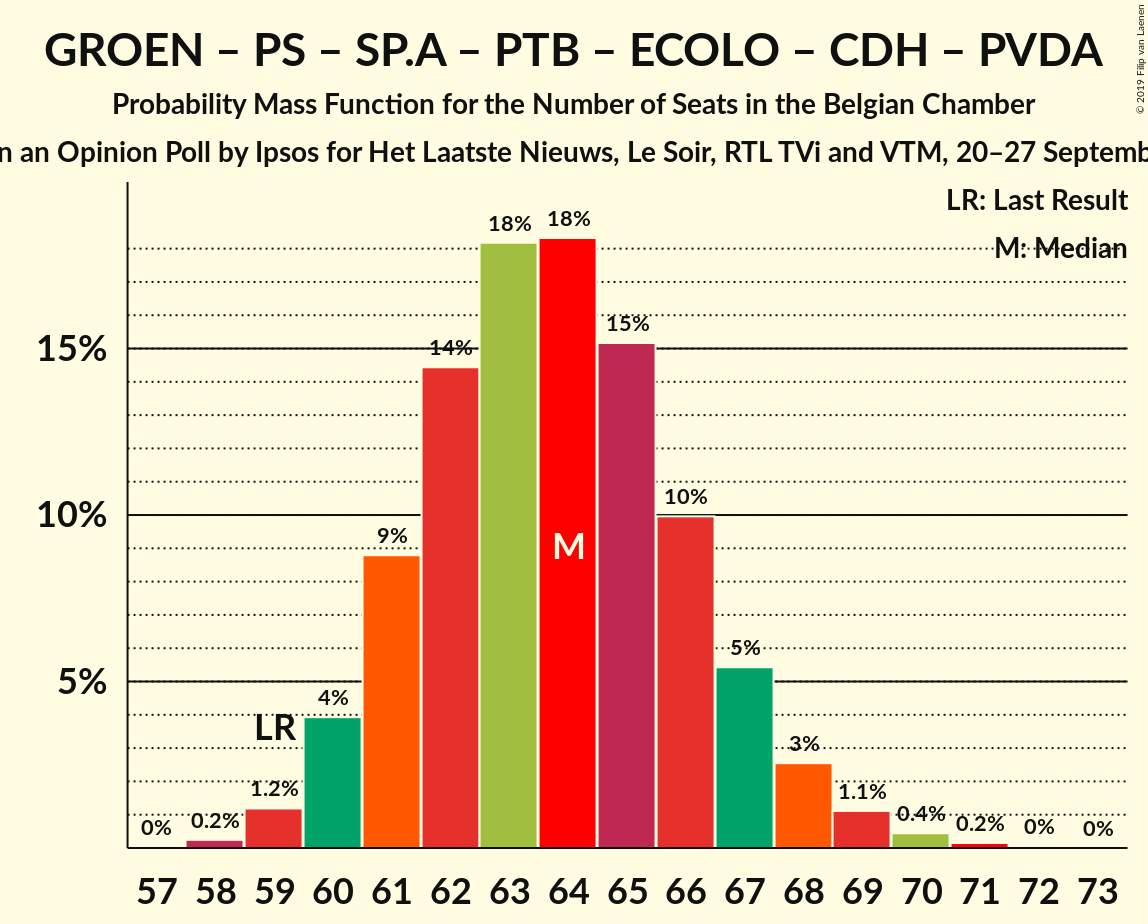 GROEN – PS – SP.A – PTB – ECOLO – CDH – PVDA
Probability Mass Function for the Number of Seats in the Belgian Chamber
n an Opinion Poll by Ipsos for Het Laatste Nieuws, Le Soir, RTL TVi and VTM, 20–27 Septemb
© 2019 Filip van Laenen
LR: Last Result
M: Median
18% 18%
15%
14%
15%
10%
10%
9%
M
5%
5%
4%
LR
3%
1.2%
1.1%
0% 0.2%
0.4% 0.2% 0% 0%
57 58 59 60 61 62 63 64 65 66 67 68 69 70 71 72 73